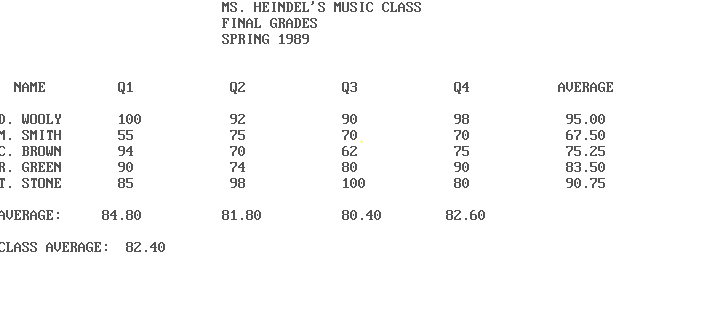 MS. HEINDEL'S MUSIC CLASS
FINAL GRADES
SPRING 1989
NAME Q1 Q2 Q3 Q4 AVERAGE
D. WOOLY 100 92 90 98 95.00
M. SMITH 55 75 70 70 67.50
C. BROWN 94 70 62 75 75.25
R. GREEN 90 74 80 90 83.50
T. STONE 85 98 100 80 90.75
AVERAGE: 84.80 81.80 80.40 82.60
CLASS AVERAGE: 82.40